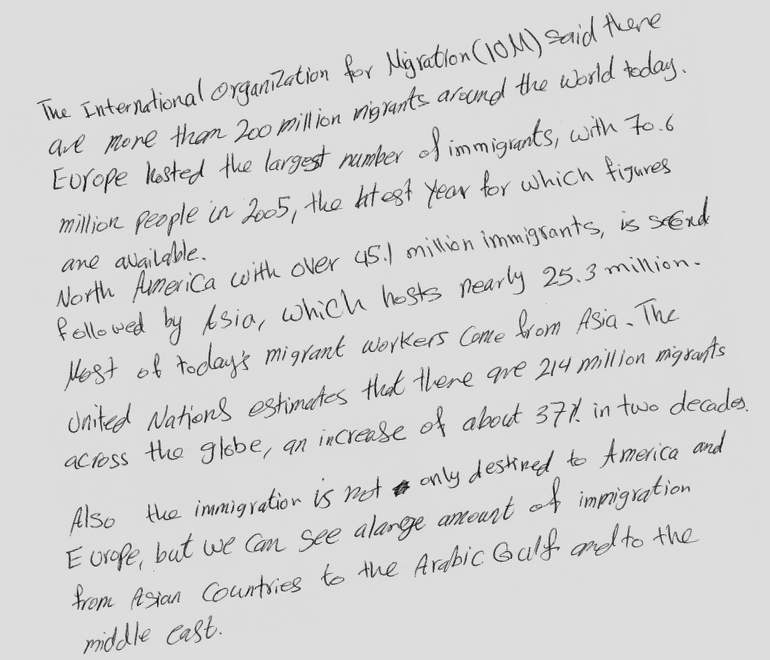 The International Organization for Migration (IOM) said there
are more than 200 million migrants around the world today.
Europe hosted the largest number of immigrants, with 70.6
million people in 2005, the latest year for which figures
are available.
North America with over 45.1 million immigrants, is second
followed by Asia, which hosts nearly 25.3 million.
Most of today's migrant workers come from Asia. The
United Nations estimates that there are 214 million migrants
across the globe, an increase of about 37% in two decades.
Also the immigration is not only destined to America and
Europe, but we can see a large amount of immigration
from Asian Countries to the Arabic Gulf and to the
middle east.